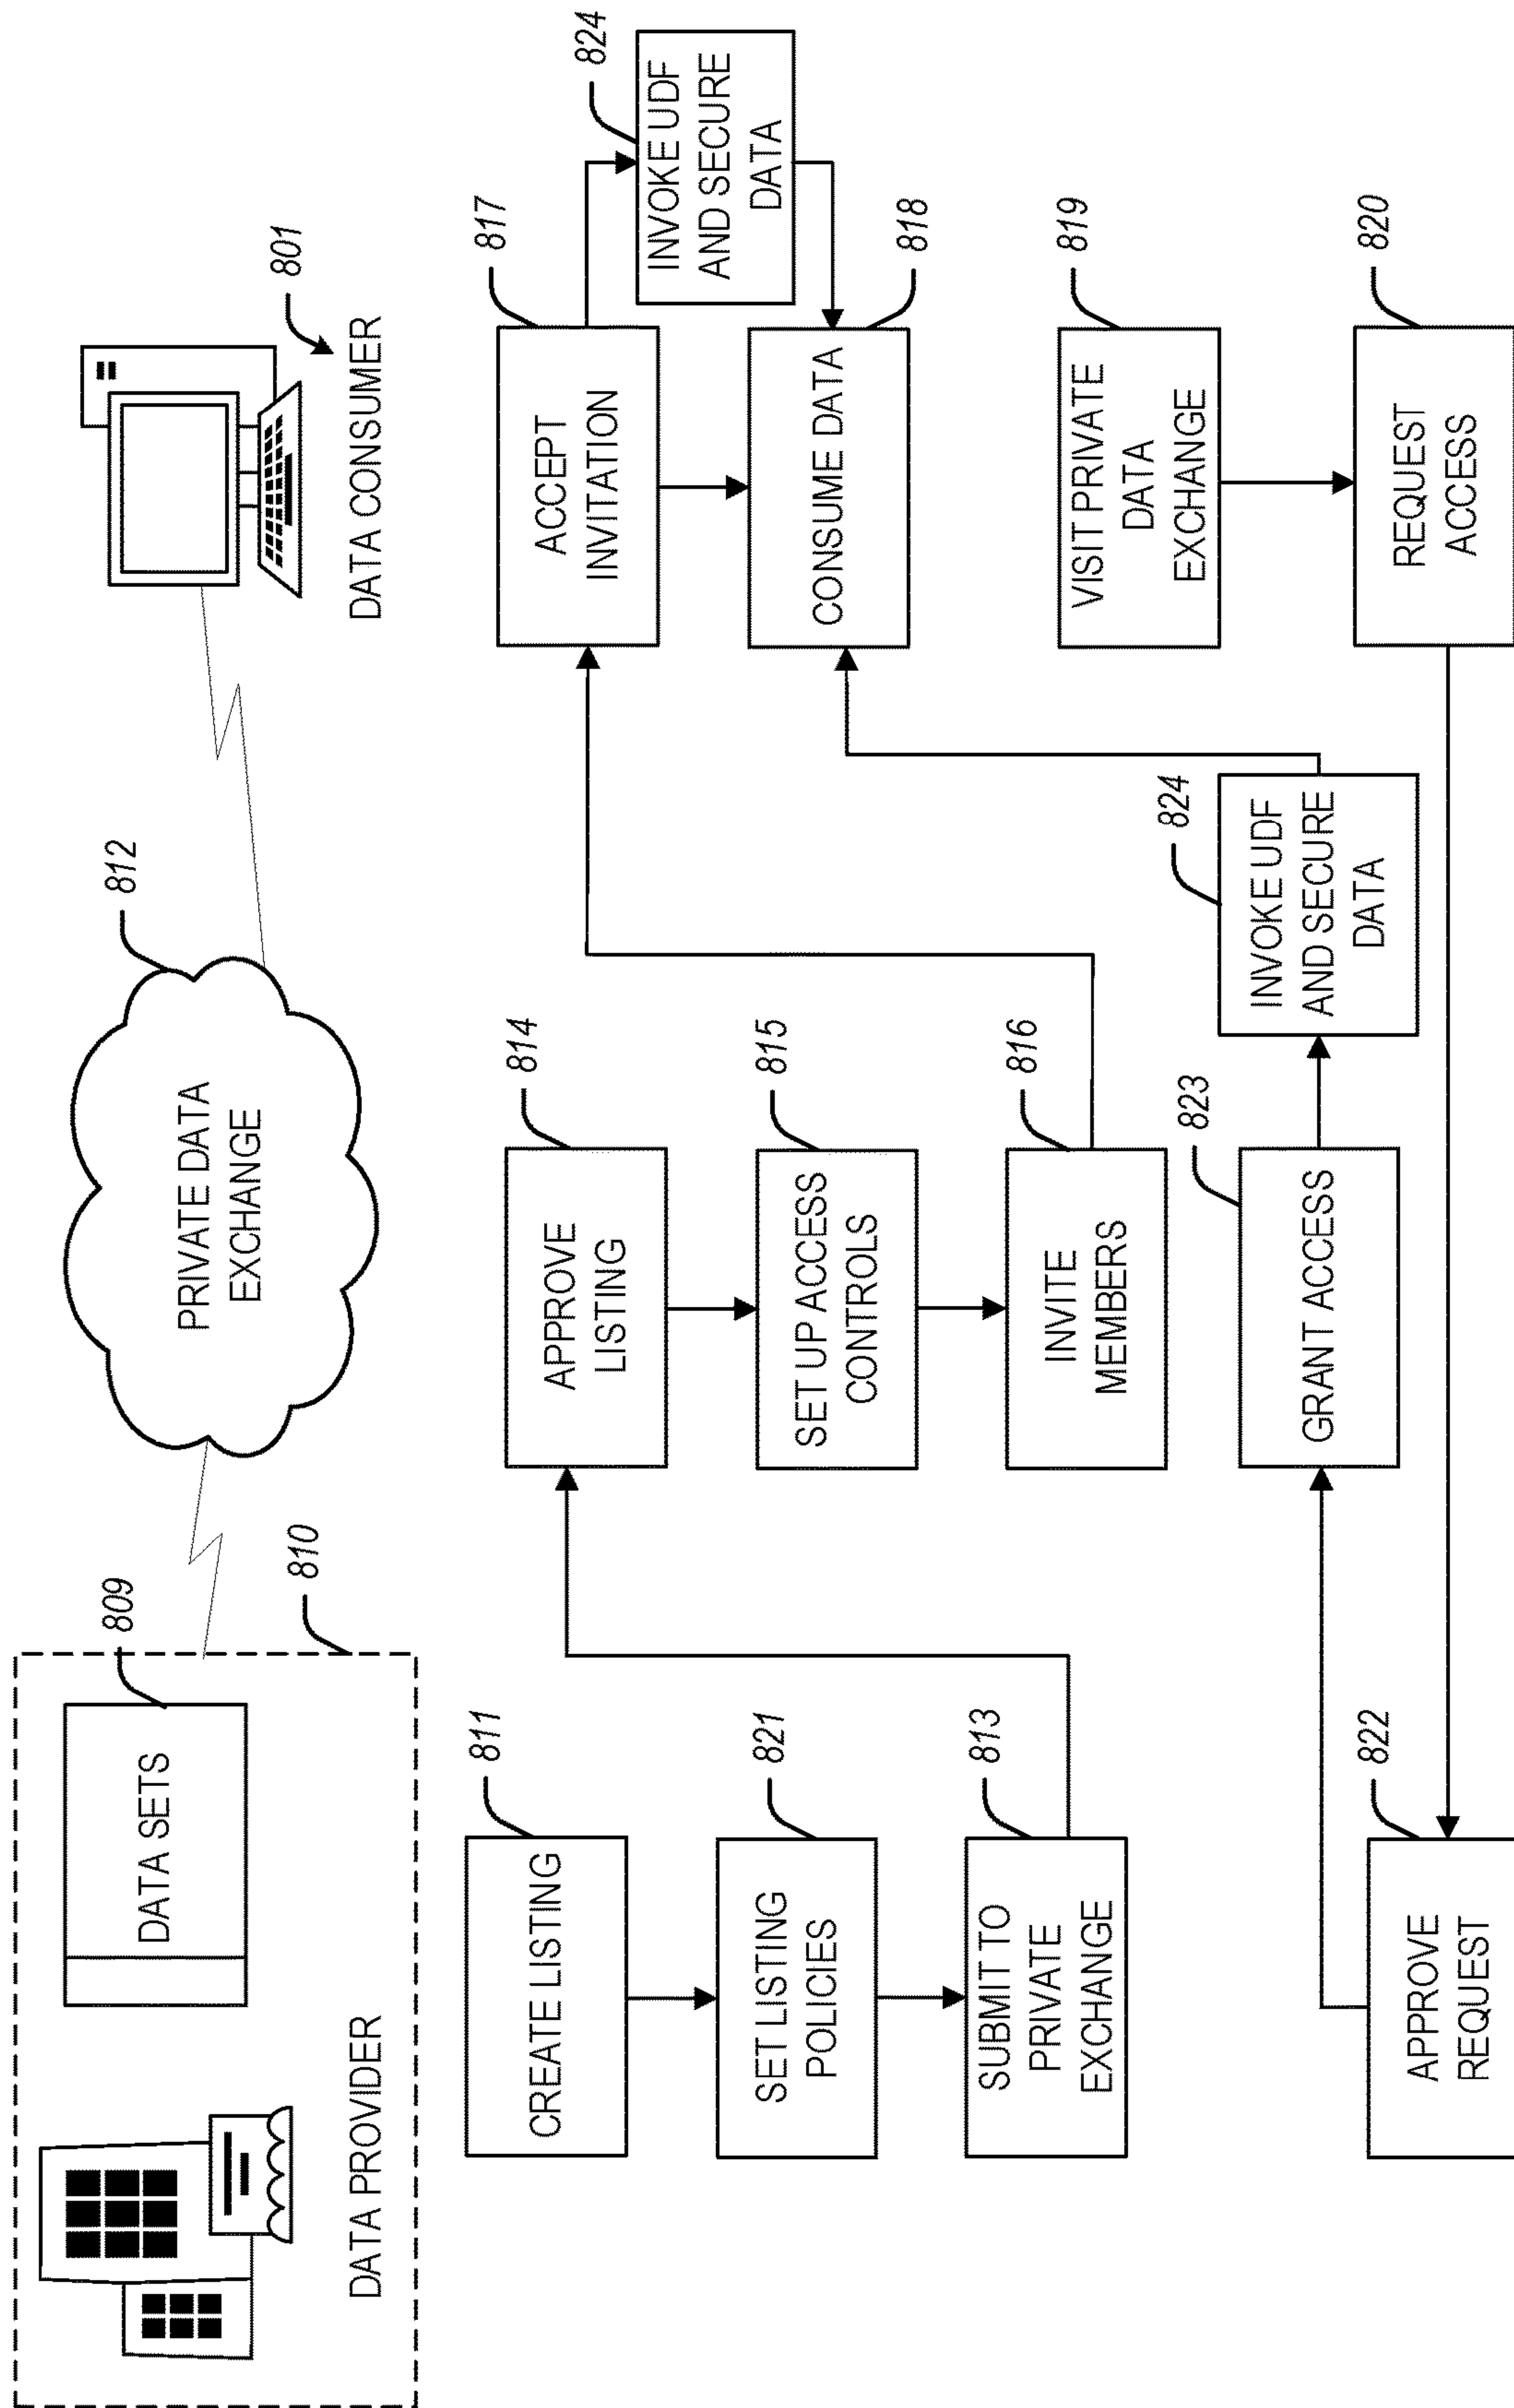 DATA PROVIDER
DATA SETS
809
810
PRIVATE DATA
EXCHANGE
812
DATA CONSUMER
801
CREATE LISTING
811
SET LISTING
POLICIES
821
SUBMIT TO
PRIVATE
EXCHANGE
813
APPROVE
LISTING
814
SET UP ACCESS
CONTROLS
815
INVITE
MEMBERS
816
ACCEPT
INVITATION
817
INVOKE UDF
AND SECURE
DATA
824
CONSUME DATA
818
VISIT PRIVATE
DATA
EXCHANGE
819
REQUEST
ACCESS
820
APPROVE
REQUEST
822
GRANT ACCESS
823
INVOKE UDF
AND SECURE
DATA
824